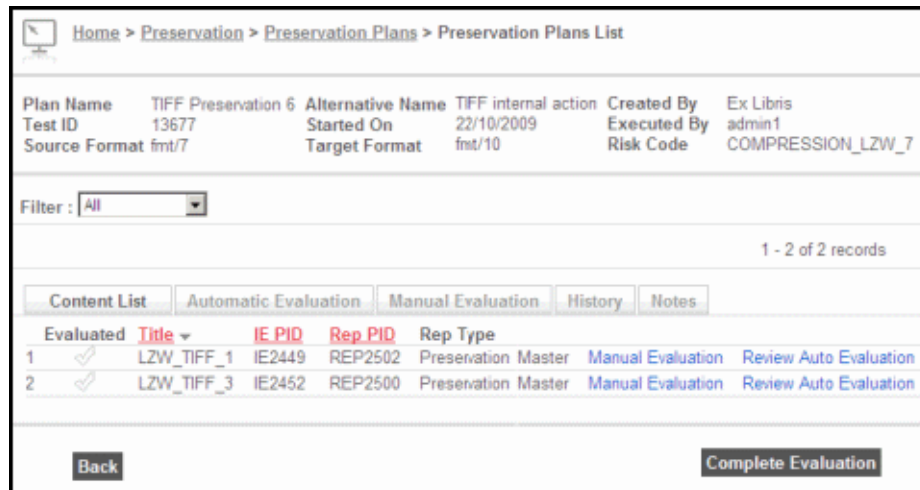 Home > Preservation > Preservation Plans > Preservation Plans List
Plan Name TIFF Preservation 6 Alternative Name TIFF internal action Created By Ex Libris
Test ID 13677 Started On 22/10/2009 Executed By admin1
Source Format fmt/7 Target Format fmt/10 Risk Code COMPRESSION_LZW_7
Filter : All
1 - 2 of 2 records
Content List Automatic Evaluation Manual Evaluation History Notes
Evaluated Title IE PID Rep PID Rep Type
1 LZW_TIFF_1 IE2449 REP2502 Preservation Master Manual Evaluation Review Auto Evaluation
2 LZW_TIFF_3 IE2452 REP2500 Preservation Master Manual Evaluation Review Auto Evaluation
Back Complete Evaluation